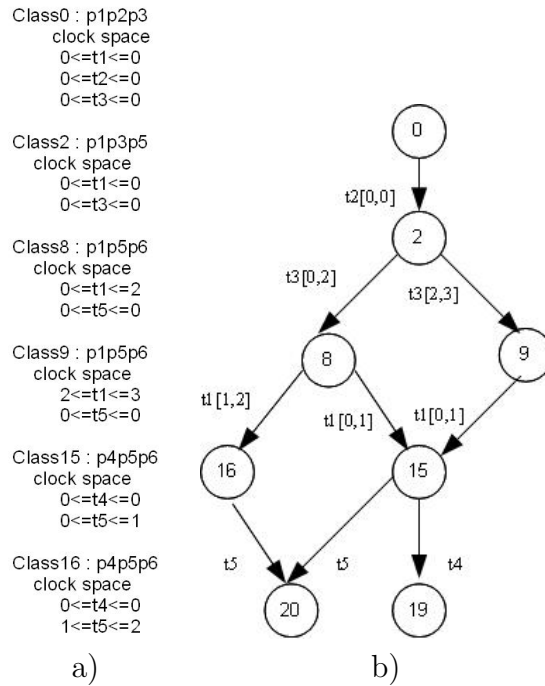 Class0 : p1p2p3
clock space
0<=t1<=0
0<=t2<=0
0<=t3<=0
Class2 : p1p3p5
clock space
0<=t1<=0
0<=t3<=0
Class8 : p1p5p6
clock space
0<=t1<=2
0<=t5<=0
Class9 : p1p5p6
clock space
2<=t1<=3
0<=t5<=0
Class15 : p4p5p6
clock space
0<=t4<=0
0<=t5<=1
Class16 : p4p5p6
clock space
0<=t4<=0
1<=t5<=2
a)
0
t2[0,0]
2
t3[0,2]
t3[2,3]
8
9
t1[1,2]
t1[0,1]
t1[0,1]
16
15
t5
t5
t4
20
19
b)